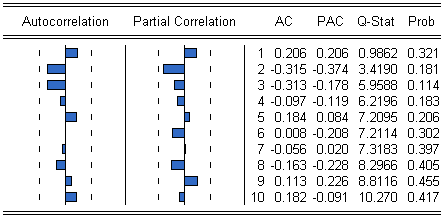 Autocorrelation Partial Correlation AC PAC Q-Stat Prob
1 0.206 0.206 0.9862 0.321
2 -0.315 -0.374 3.4190 0.181
3 -0.313 -0.178 5.9588 0.114
4 -0.097 -0.119 6.2196 0.183
5 0.184 0.084 7.2095 0.206
6 0.008 -0.208 7.2114 0.302
7 -0.056 0.020 7.3183 0.397
8 -0.163 -0.228 8.2966 0.405
9 0.113 0.226 8.8116 0.455
10 0.182 -0.091 10.270 0.417